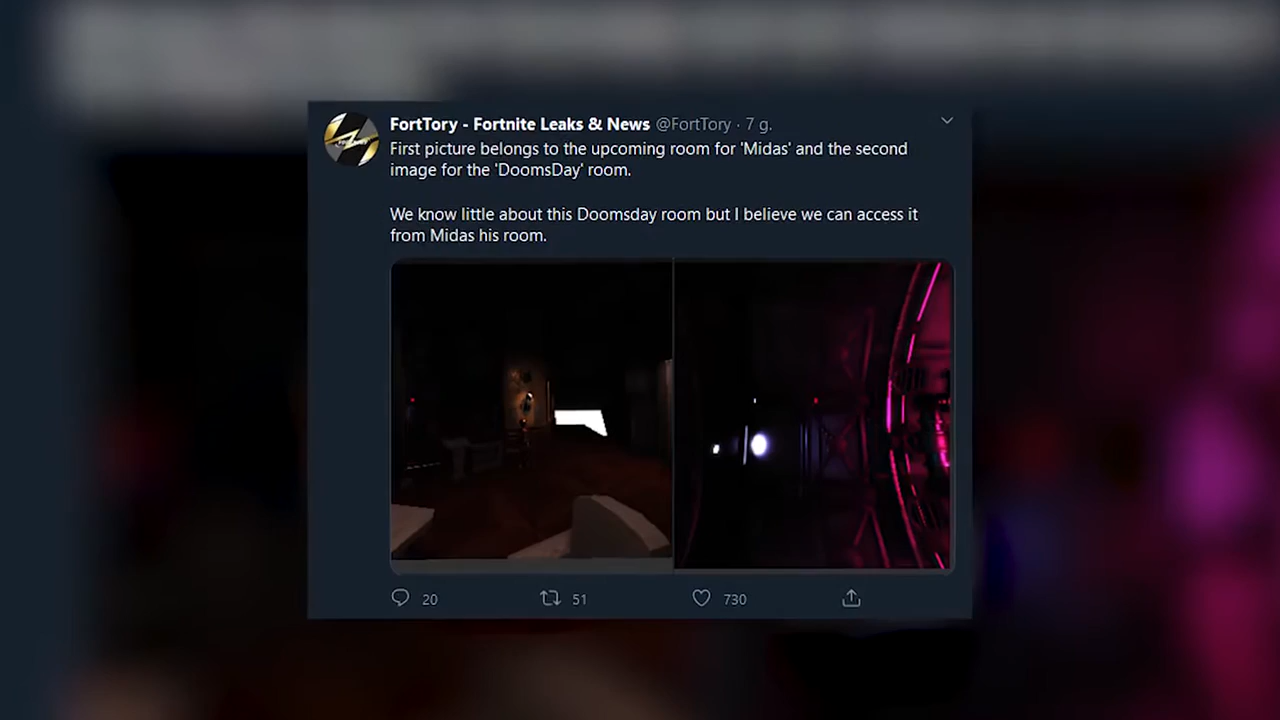 FortTory - Fortnite Leaks & News @FortTory · 7 g.
First picture belongs to the upcoming room for 'Midas' and the second
image for the 'DoomsDay' room.
We know little about this Doomsday room but I believe we can access it
from Midas his room.
20 51 730